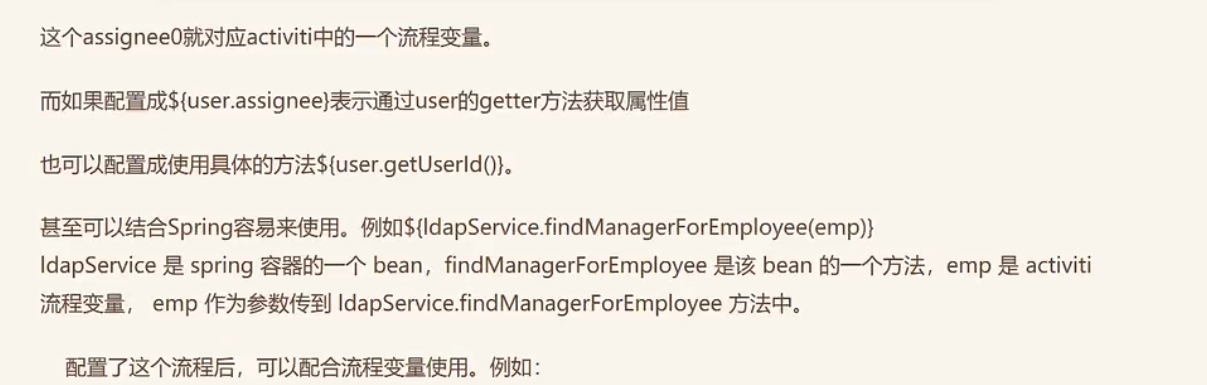 这个assignee0就对应activiti中的一个流程变量。
而如果配置成${user.assignee}表示通过user的getter方法获取属性值
也可以配置成使用具体的方法${user.getUserId()}。
甚至可以结合Spring容易来使用。例如${ldapService.findManagerForEmployee(emp)}
ldapService 是 spring 容器的一个 bean，findManagerForEmployee 是该 bean 的一个方法，emp 是 activiti
流程变量， emp 作为参数传到 ldapService.findManagerForEmployee 方法中。
配置了这个流程后，可以配合流程变量使用。例如：